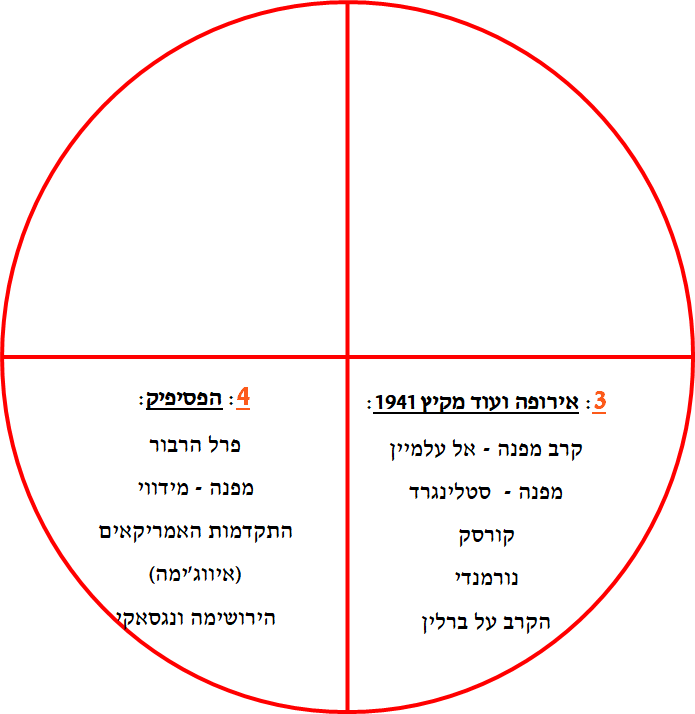 3: אירופה ועוד מקיץ 1941:
קרב מפנה - אל עלמיין
מפנה - סטלינגרד
קורסק
נורמנדי
הקרב על ברלין
4: הפסיפיק:
פרל הרבור
מפנה - מידווי
התקדמות האמריקאים
(איווג'ימה)
הירושימה ונגסאקי